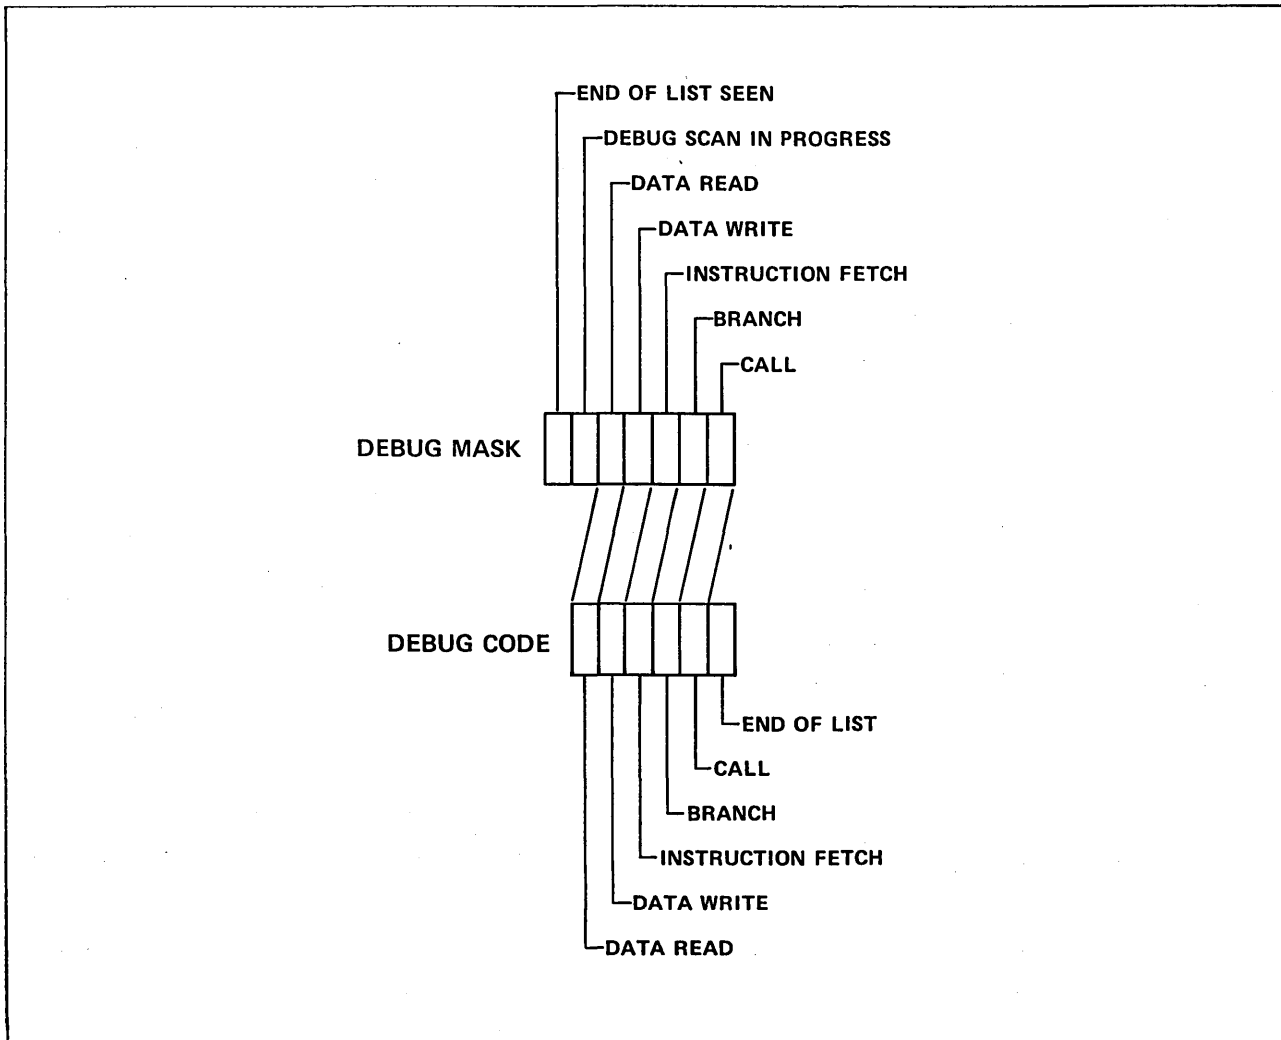 END OF LIST SEEN
DEBUG SCAN IN PROGRESS
DATA READ
DATA WRITE
INSTRUCTION FETCH
BRANCH
CALL
DEBUG MASK
DEBUG CODE
END OF LIST
CALL
BRANCH
INSTRUCTION FETCH
DATA WRITE
DATA READ